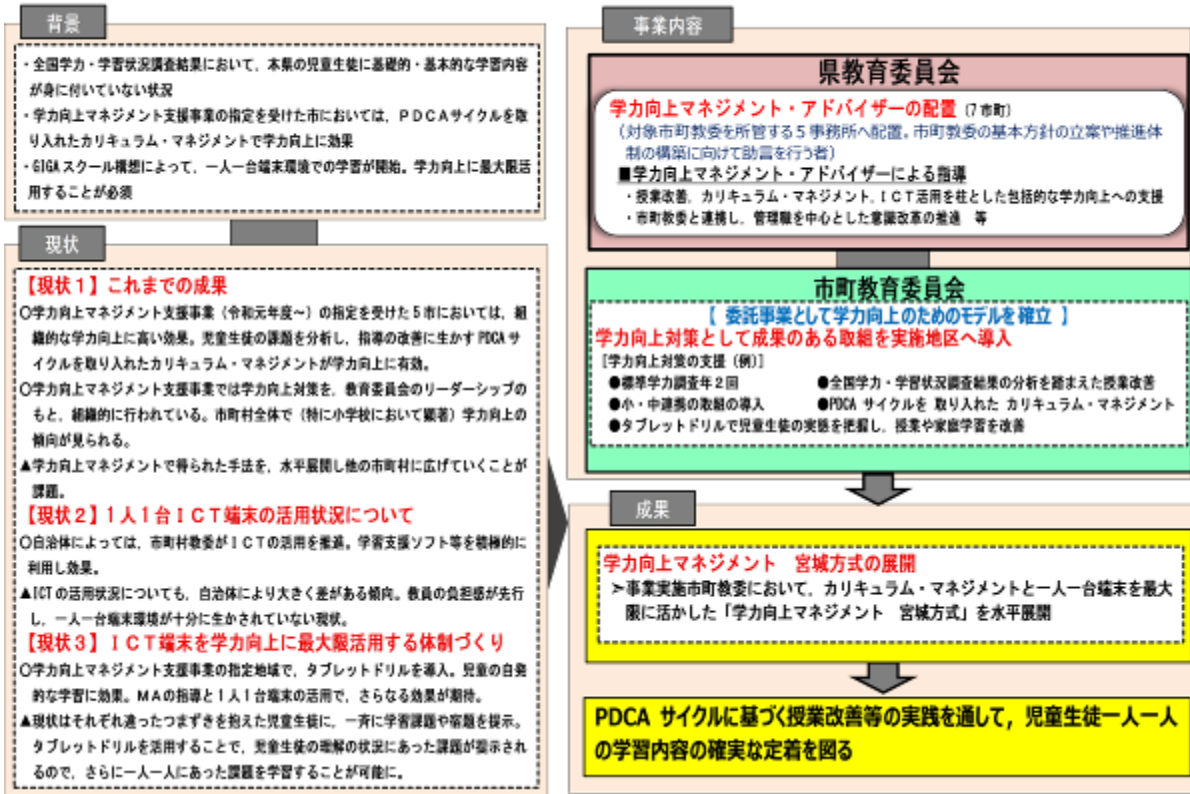 背景
・全国学力・学習状況調査結果において，本県の児童生徒に基礎的・基本的な学習内容
が身に付いていない状況
・学力向上マネジメント支援事業の指定を受けた市においては，ＰＤＣＡサイクルを取
り入れたカリキュラム・マネジメントで学力向上に効果
・GIGAスクール構想によって，一人一台端末環境での学習が開始。学力向上に最大限活
用することが必須
現状
【現状１】これまでの成果
○学力向上マネジメント支援事業（令和元年度～）の指定を受けた５市においては，組
織的な学力向上に高い効果。児童生徒の課題を分析し，指導の改善に生かすPDCAサ
イクルを取り入れたカリキュラム・マネジメントが学力向上に有効。
○学力向上マネジメント支援事業では学力向上対策を，教育委員会のリーダーシップの
もと，組織的に行われている。市町村全体で（特に小学校において顕著）学力向上の
傾向が見られる。
▲学力向上マネジメントで得られた手法を，水平展開し他の市町村に広げていくことが
課題。
【現状２】１人１台ＩＣＴ端末の活用状況について
○自治体によっては，市町村教委がＩＣＴの活用を推進。学習支援ソフト等を積極的に
利用し効果。
▲ICTの活用状況についても，自治体により大きく差がある傾向。教員の負担感が先行
し，一人一台端末環境が十分に生かされていない現状。
【現状３】ＩＣＴ端末を学力向上に最大限活用する体制づくり
○学力向上マネジメント支援事業の指定地域で，タブレットドリルを導入。児童の自発
的な学習に効果。ＭＡの指導と１人１台端末の活用で，さらなる効果が期待。
▲現状はそれぞれ違ったつまずきを抱えた児童生徒に，一斉に学習課題や宿題を提示。
タブレットドリルを活用することで，児童生徒の理解の状況にあった課題が提示され
るので，さらに一人一人にあった課題を学習することが可能に。
事業内容
県教育委員会
学力向上マネジメント・アドバイザーの配置（7市町）
（対象市町教委を所管する５事務所へ配置。市町教委の基本方針の立案や推進体
制の構築に向けて助言を行う者）
■学力向上マネジメント・アドバイザーによる指導
・授業改善，カリキュラム・マネジメント，ＩＣＴ活用を柱とした包括的な学力向上への支援
・市町教委と連携し，管理職を中心とした意識改革の推進　等
市町教育委員会
【 委託事業として学力向上のためのモデルを確立 】
学力向上対策として成果のある取組を実施地区へ導入
[学力向上対策の支援（例)]
●標準学力調査年２回　●全国学力・学習状況調査結果の分析を踏まえた授業改善
●小・中連携の取組の導入　●PDCA サイクルを 取り入れた カリキュラム・マネジメント
●タブレットドリルで児童生徒の実態を把握し，授業や家庭学習を改善
成果
学力向上マネジメント　宮城方式の展開
➢事業実施市町教委において，カリキュラム・マネジメントと一人一台端末を最大
限に活かした「学力向上マネジメント　宮城方式」を水平展開
PDCA サイクルに基づく授業改善等の実践を通して，児童生徒一人一人
の学習内容の確実な定着を図る